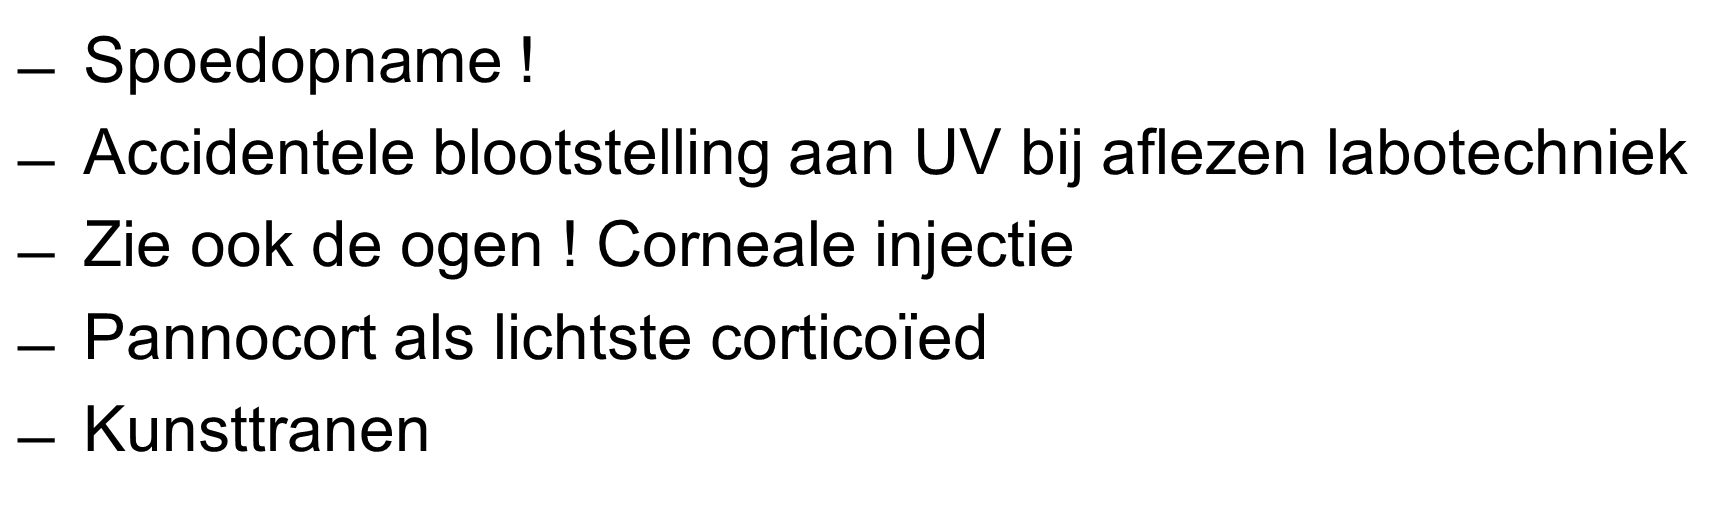 – Spoedopname !
– Accidentele blootstelling aan UV bij aflezen labotechniek
– Zie ook de ogen ! Corneale injectie
– Pannocort als lichtste corticoïed
– Kunsttranen